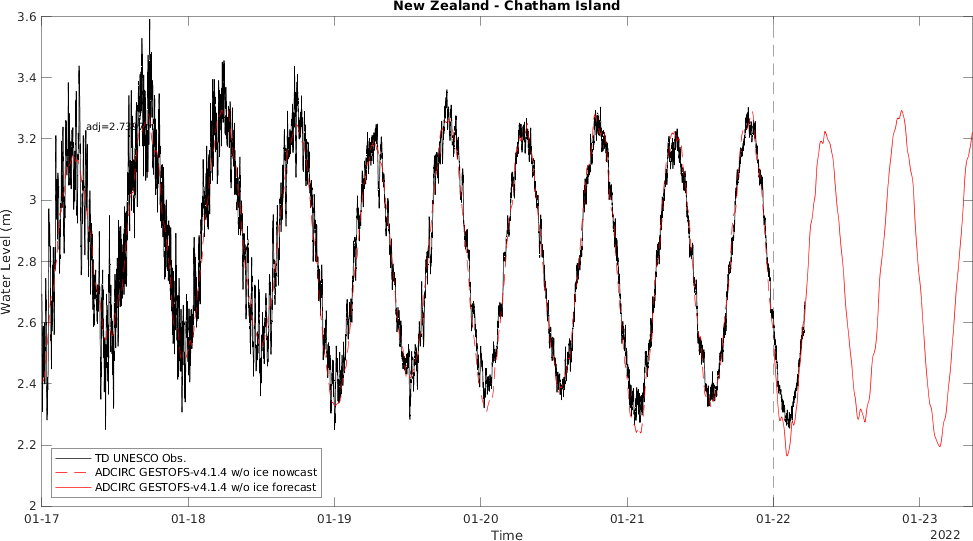 New Zealand - Chatham Island
3.6
3.4
3.2
3
2.8
2.6
2.4
2.2
2
Water Level (m)
TD UNESCO Obs.
ADCIRC GESTOFS-v4.1.4 w/o ice nowcast
ADCIRC GESTOFS-v4.1.4 w/o ice forecast
01-17
01-18
01-19
01-20
01-21
01-22
01-23
Time
2022